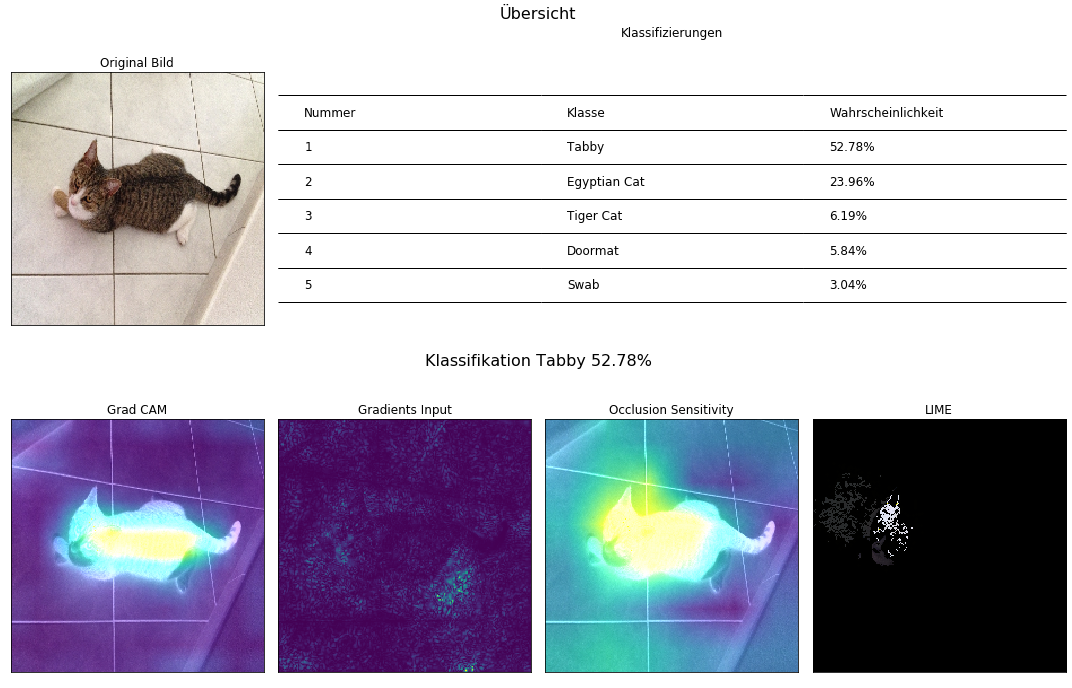 Übersicht
Klassifizierungen
Original Bild
Nummer Klasse Wahrscheinlichkeit
1 Tabby 52.78%
2 Egyptian Cat 23.96%
3 Tiger Cat 6.19%
4 Doormat 5.84%
5 Swab 3.04%
Klassifikation Tabby 52.78%
Grad CAM Gradients Input Occlusion Sensitivity LIME